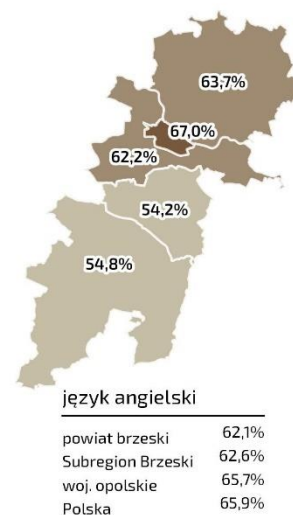 63,7%
67,0%
62,2%
54,2%
54,8%
język angielski
powiat brzeski 62,1%
Subregion Brzeski 62,6%
woj. opolskie 65,7%
Polska 65,9%